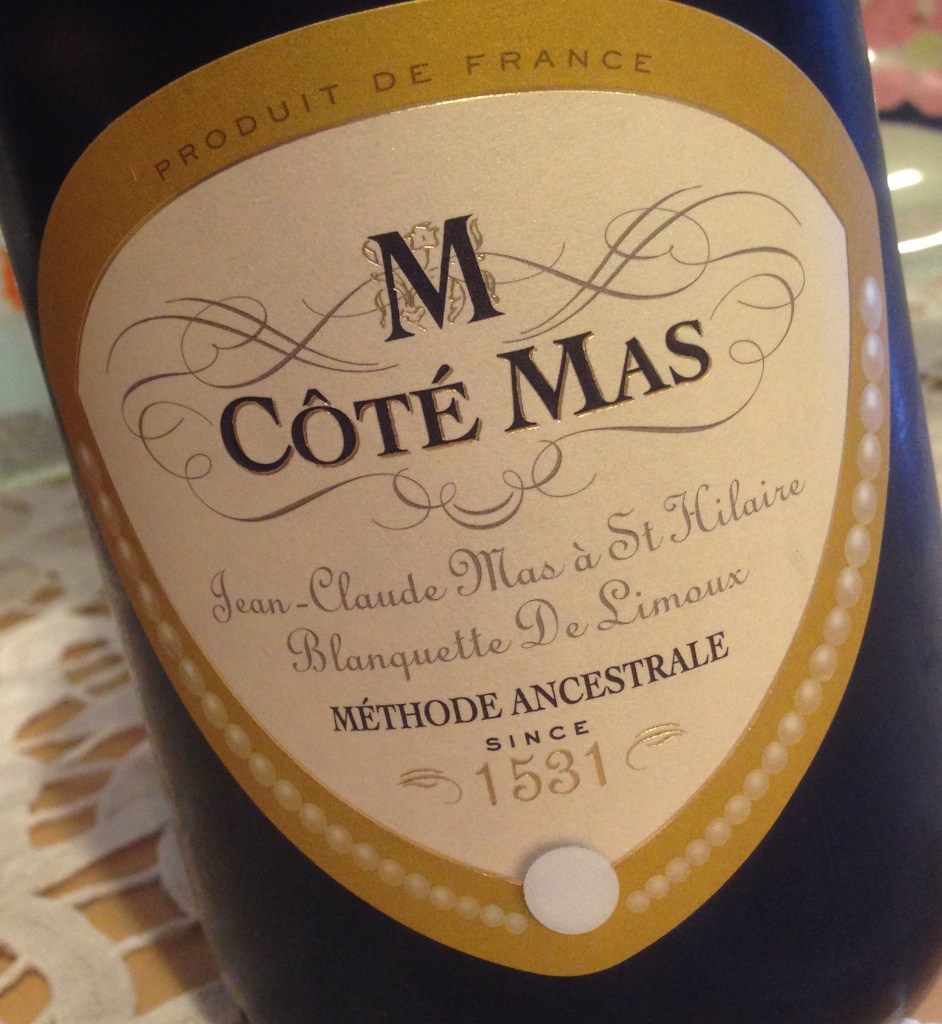 PRODUIT DE FRANCE
M
CÔTÉ MAS
Jean-Claude Mas à St Hilaire
Blanquette De Limoux
MÉTHODE ANCESTRALE
SINCE
1531